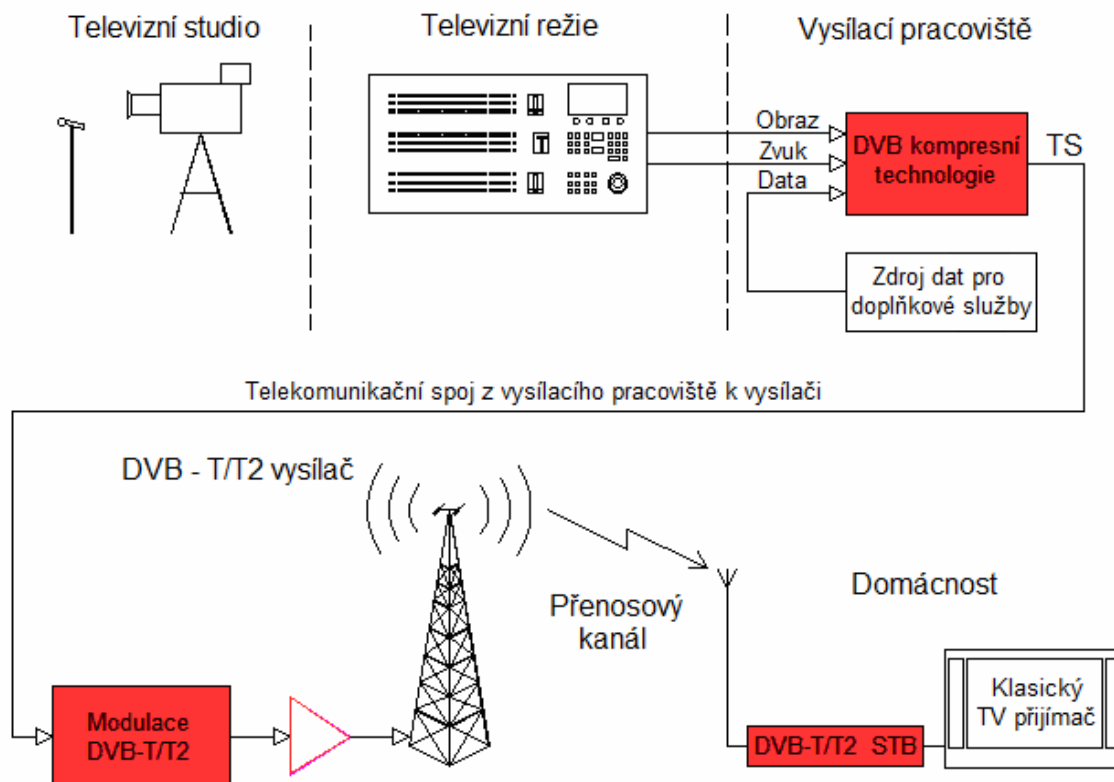 Televizní studio
Televizní režie
Vysílací pracoviště
Obraz
Zvuk
Data
DVB kompresní
technologie
TS
T
Zdroj dat pro
doplňkové služby
Telekomunikační spoj z vysílacího pracoviště k vysílači
DVB - T/T2 vysílač
Přenosový
kanál
Domácnost
Modulace
DVB-T/T2
DVB-T/T2 STB
Klasický
TV přijímač